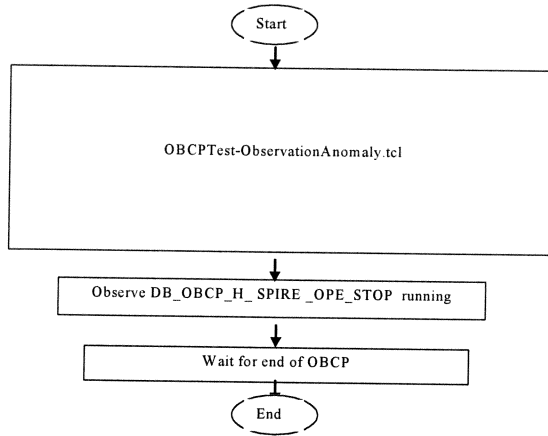 Start
OBCPTest-ObservationAnomaly.tcl
Observe DB_OBCP_H_ SPIRE _OPE_STOP running
Wait for end of OBCP
End